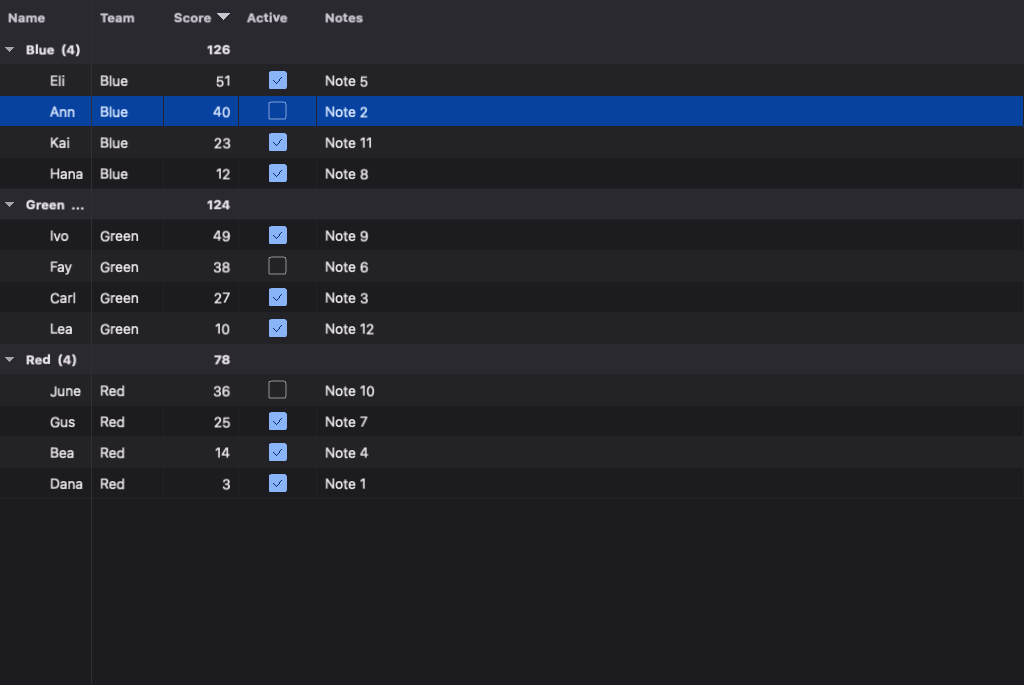 Name Team Score Active Notes
Blue (4) 126
Eli Blue 51 Note 5
Ann Blue 40 Note 2
Kai Blue 23 Note 11
Hana Blue 12 Note 8
Green ... 124
Ivo Green 49 Note 9
Fay Green 38 Note 6
Carl Green 27 Note 3
Lea Green 10 Note 12
Red (4) 78
June Red 36 Note 10
Gus Red 25 Note 7
Bea Red 14 Note 4
Dana Red 3 Note 1